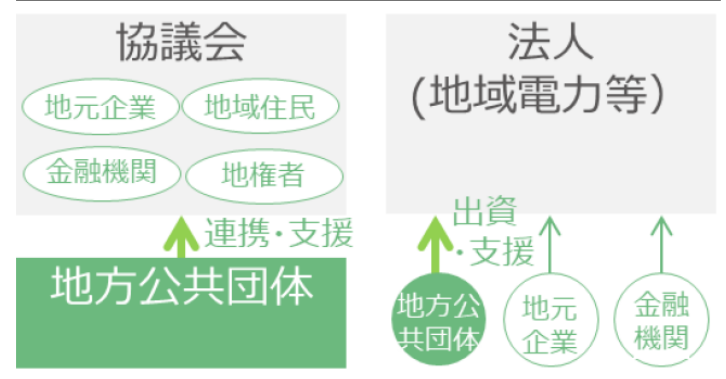 協議会
地元企業
地域住民
金融機関
地権者
連携・支援
地方公共団体
法人
(地域電力等）
出資
・支援
地方公
共団体
地元
企業
金融
機関